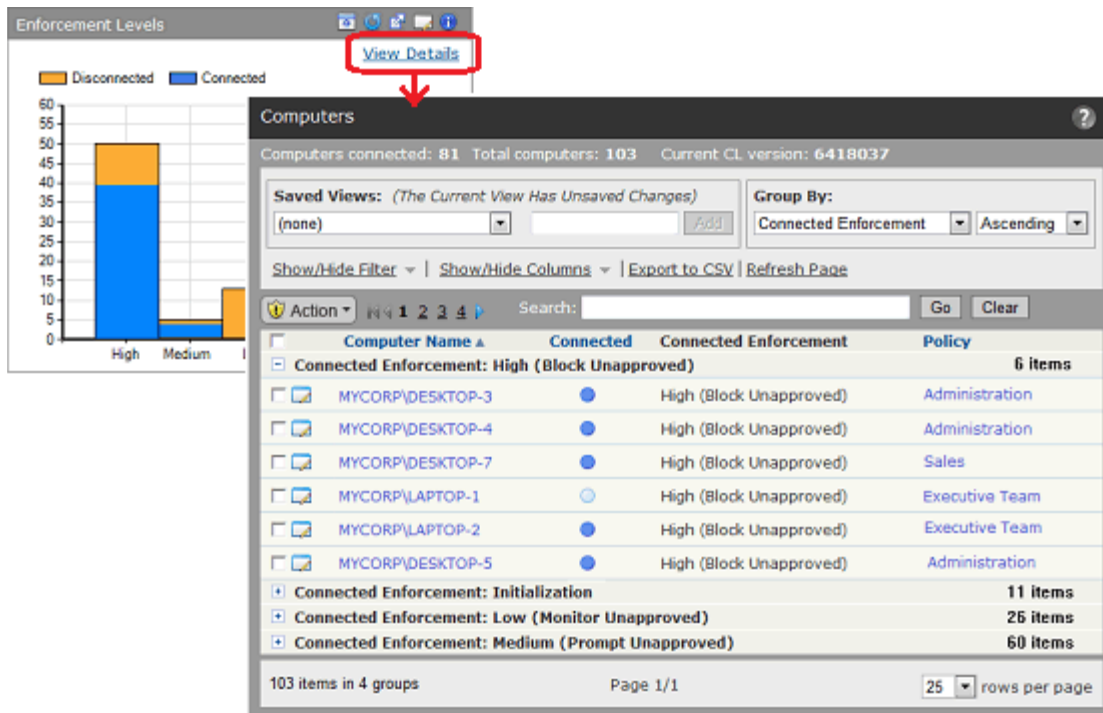 Enforcement Levels
View Details
Disconnected Connected
60
55
50
45
40
35
30
25
20
15
10
5
0
High Medium
Computers
Computers connected: 81 Total computers: 103 Current CL version: 6418037
Saved Views: (The Current View Has Unsaved Changes) Group By:
(none) Add Connected Enforcement Ascending
Show/Hide Filter | Show/Hide Columns | Export to CSV | Refresh Page
Action 1 2 3 4 Search: Go Clear
Computer Name Connected Connected Enforcement Policy
Connected Enforcement: High (Block Unapproved) 6 items
MYCORP\DESKTOP-3 High (Block Unapproved) Administration
MYCORP\DESKTOP-4 High (Block Unapproved) Administration
MYCORP\DESKTOP-7 High (Block Unapproved) Sales
MYCORP\LAPTOP-1 High (Block Unapproved) Executive Team
MYCORP\LAPTOP-2 High (Block Unapproved) Executive Team
MYCORP\DESKTOP-5 High (Block Unapproved) Administration
Connected Enforcement: Initialization 11 items
Connected Enforcement: Low (Monitor Unapproved) 26 items
Connected Enforcement: Medium (Prompt Unapproved) 60 items
103 items in 4 groups Page 1/1 25 rows per page